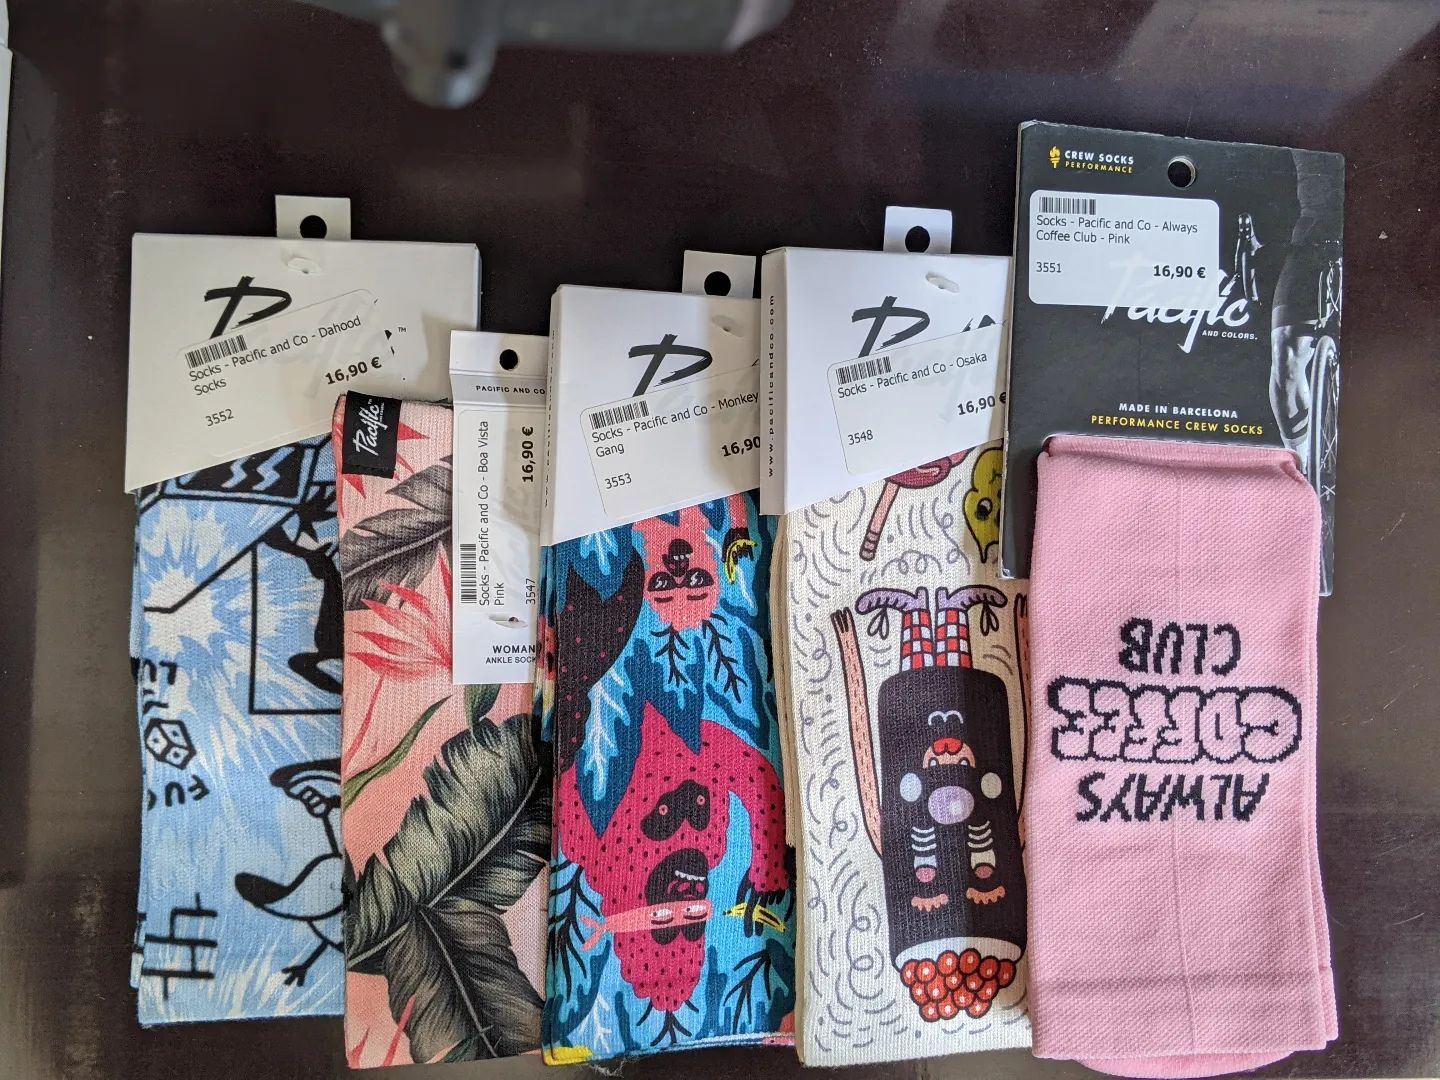 Socks - Pacific and Co - Dahood
Socks
16,90 €
3552
™
Pacific
PACIFIC AND CO
Socks - Pacific and Co - Boa Vista
Pink
16,90 €
3547
WOMAN
ANKLE SOCK
Socks - Pacific and Co - Monkey
Gang
16,90
3553
www.pacificandco.com
Socks - Pacific and Co - Osaka
16,90 €
3548
CREW SOCKS
PERFORMANCE
Socks - Pacific and Co - Always
Coffee Club - Pink
3551
16,90 €
Pacific
AND COLORS.
MADE IN BARCELONA
PERFORMANCE CREW SOCKS
ALWAYS
COFFEE
CLUB